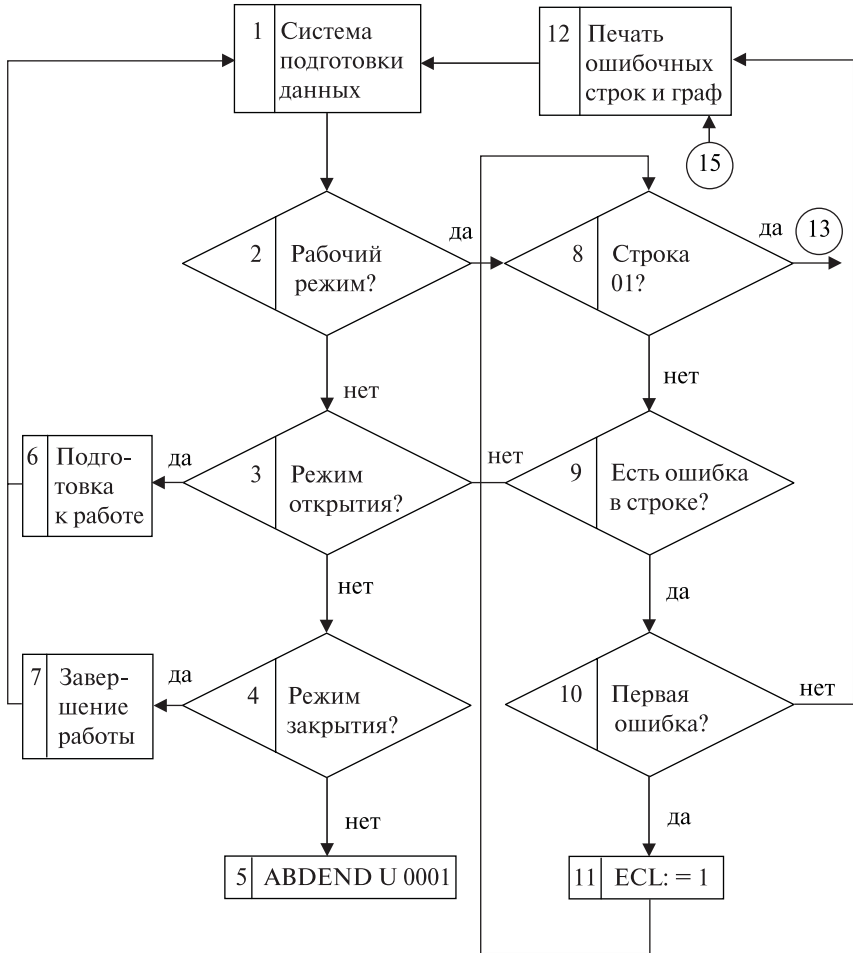 1 Система
подготовки
данных
12 Печать
ошибочных
строк и граф
15
2 Рабочий
режим?
да
8 Строка
01?
да
13
нет
нет
6 Подго-
товка
к работе
да
3 Режим
открытия?
нет
9 Есть ошибка
в строке?
нет
да
7 Завер-
шение
работы
да
4 Режим
закрытия?
10 Первая
ошибка?
нет
нет
да
5 ABDEND U 0001
11 ECL: = 1